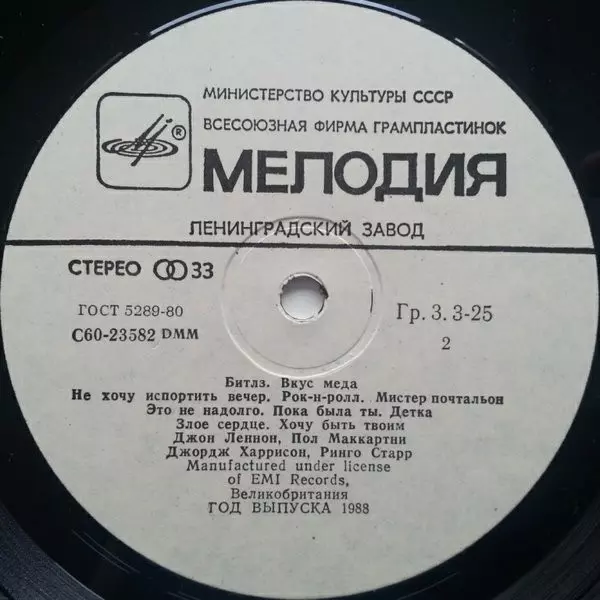 МИНИСТЕРСТВО КУЛЬТУРЫ СССР
ВСЕСОЮЗНАЯ ФИРМА ГРАМПЛАСТИНОК
®
МЕЛОДИЯ
ЛЕНИНГРАДСКИЙ ЗАВОД
СТЕРЕО 33
ГОСТ 5289-80
Гр. 3. 3-25
С60-23582 DMM
2
Битлз. Вкус меда
Не хочу испортить вечер. Рок-н-ролл. Мистер почтальон
Это не надолго. Пока была ты. Детка
Злое сердце. Хочу быть твоим
Джон Леннон, Пол Маккартни
Джордж Харрисон, Ринго Старр
Manufactured under license
of EMI Records,
Великобритания
ГОД ВЫПУСКА 1988